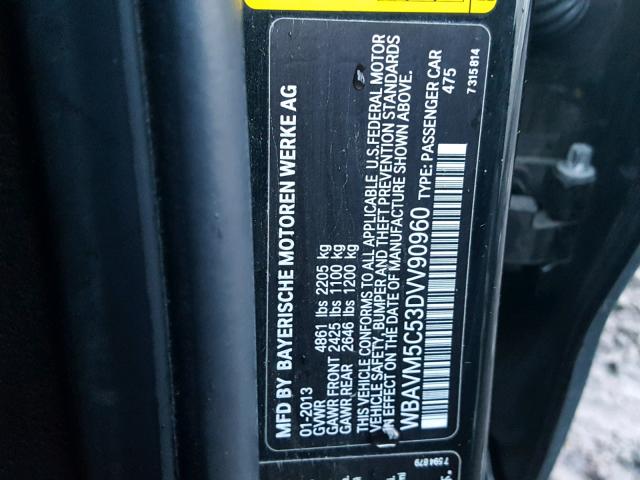 MFD BY BAYERISCHE MOTOREN WERKE AG
01-2013
GVWR 4861 lbs 2205 kg
GAWR FRONT 2425 lbs 1100 kg
GAWR REAR 2646 lbs 1200 kg
THIS VEHICLE CONFORMS TO ALL APPLICABLE U.S.FEDERAL MOTOR
VEHICLE SAFETY, BUMPER AND THEFT PREVENTION STANDARDS
IN EFFECT ON THE DATE OF MANUFACTURE SHOWN ABOVE.
WBAVM5C53DVV90960 TYPE: PASSENGER CAR
475
7 315 814
7 594 879